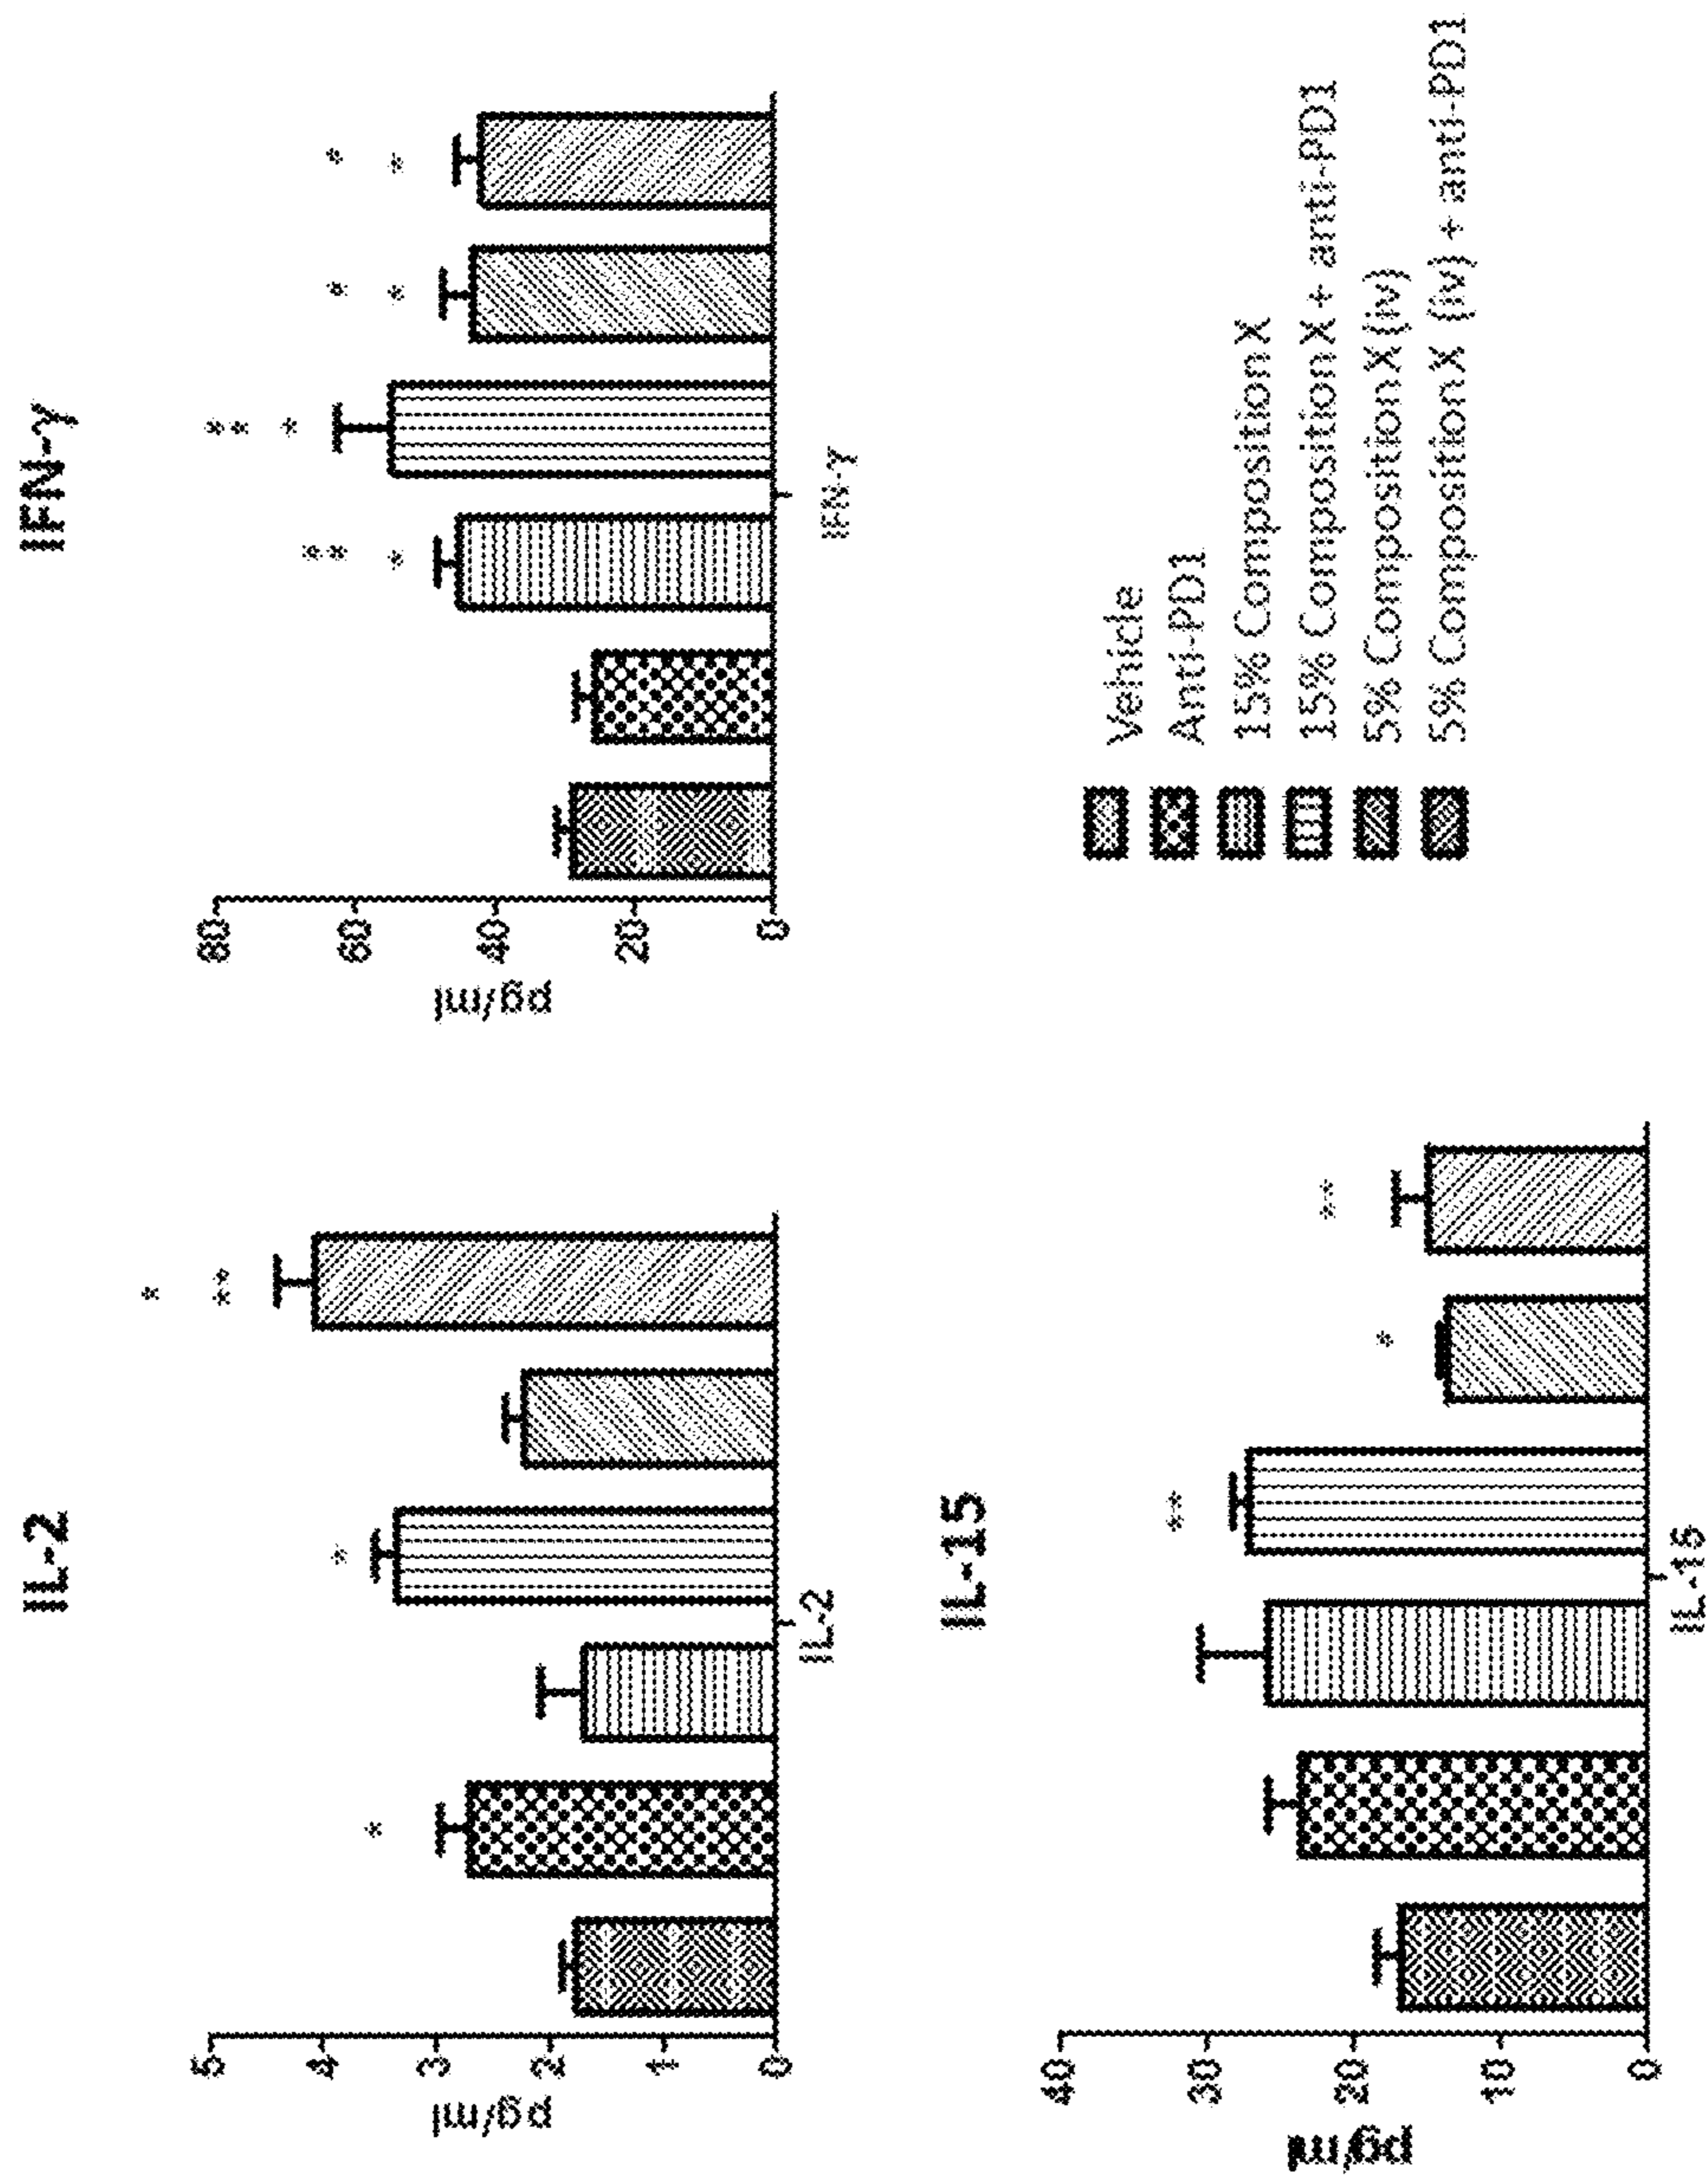 IL-2
pg/ml
5
4
3
2
1
0
*
*
*
**
IL-2
IFN-γ
pg/ml
80
60
40
20
0
**
*
**
*
*
*
*
*
IFN-γ
IL-15
pg/ml
40
30
20
10
0
**
*
**
IL-15
Vehicle
Anti-PD1
15% Composition X
15% Composition X + anti-PD1
5% Composition X (iv)
5% Composition X (iv) + anti-PD1